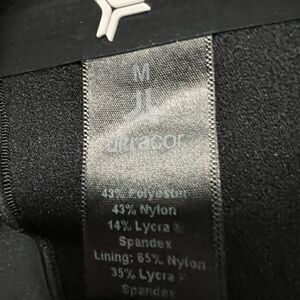 M
ultracor
43% Polyester
43% Nylon
14% Lycra ®
Spandex
Lining: 65% Nylon
35% Lycra
Spandex